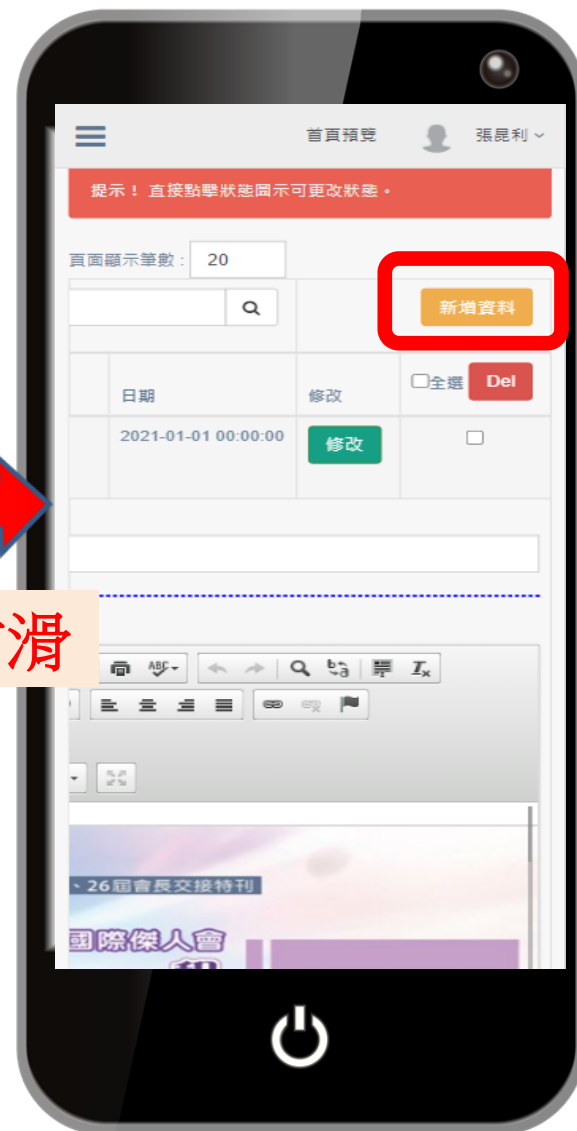 首頁預覽 張昆利
提示！ 直接點擊狀態圖示可更改狀態。
頁面顯示筆數： 20
新增資料
日期 修改 全選 Del
2021-01-01 00:00:00 修改
滑
ABC
、26屆會長交接特刊
國際傑人會